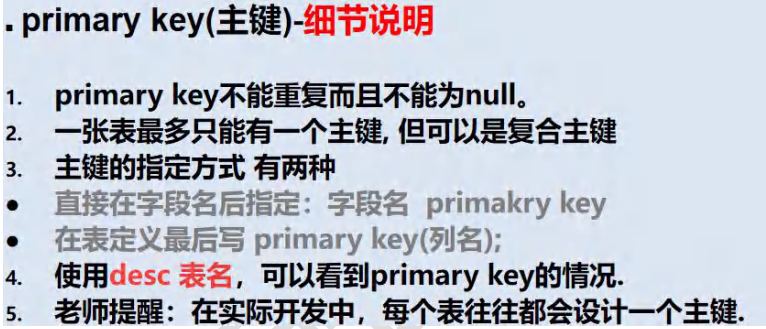 . primary key(主键)-细节说明
1. primary key不能重复而且不能为null。
2. 一张表最多只能有一个主键, 但可以是复合主键
3. 主键的指定方式 有两种
● 直接在字段名后指定：字段名 primakry key
● 在表定义最后写 primary key(列名);
4. 使用desc 表名，可以看到primary key的情况.
5. 老师提醒：在实际开发中，每个表往往都会设计一个主键.